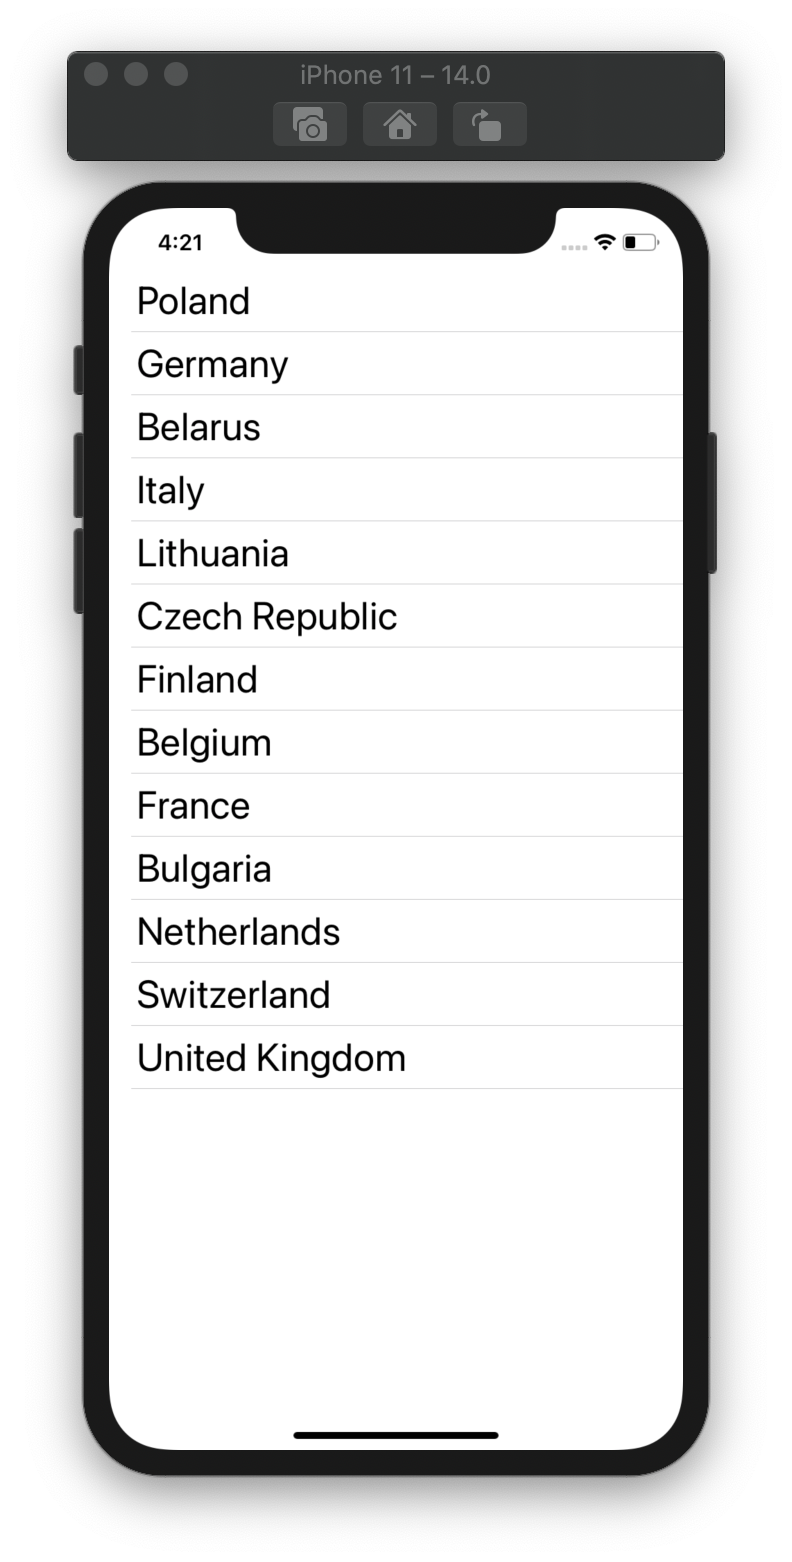 iPhone 11 – 14.0
4:21
Poland
Germany
Belarus
Italy
Lithuania
Czech Republic
Finland
Belgium
France
Bulgaria
Netherlands
Switzerland
United Kingdom